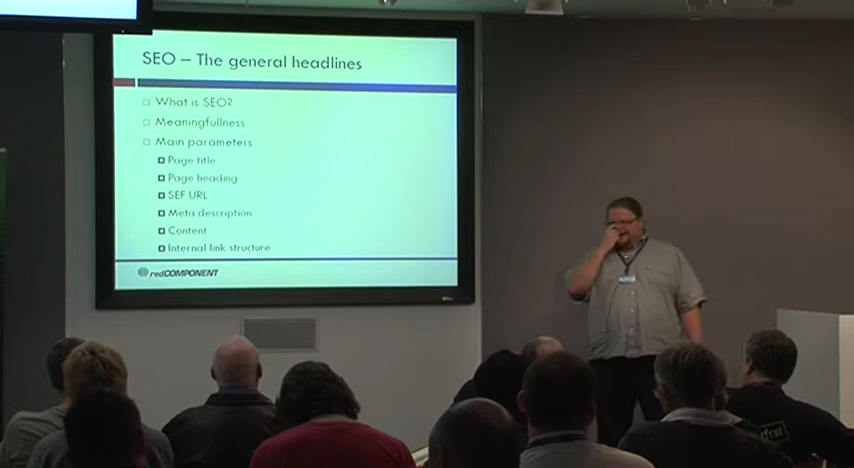 SEO – The general headlines
What is SEO?
Meaningfullness
Main parameters
Page title
Page heading
SEF URL
Meta description
Content
Internal link structure
redCOMPONENT